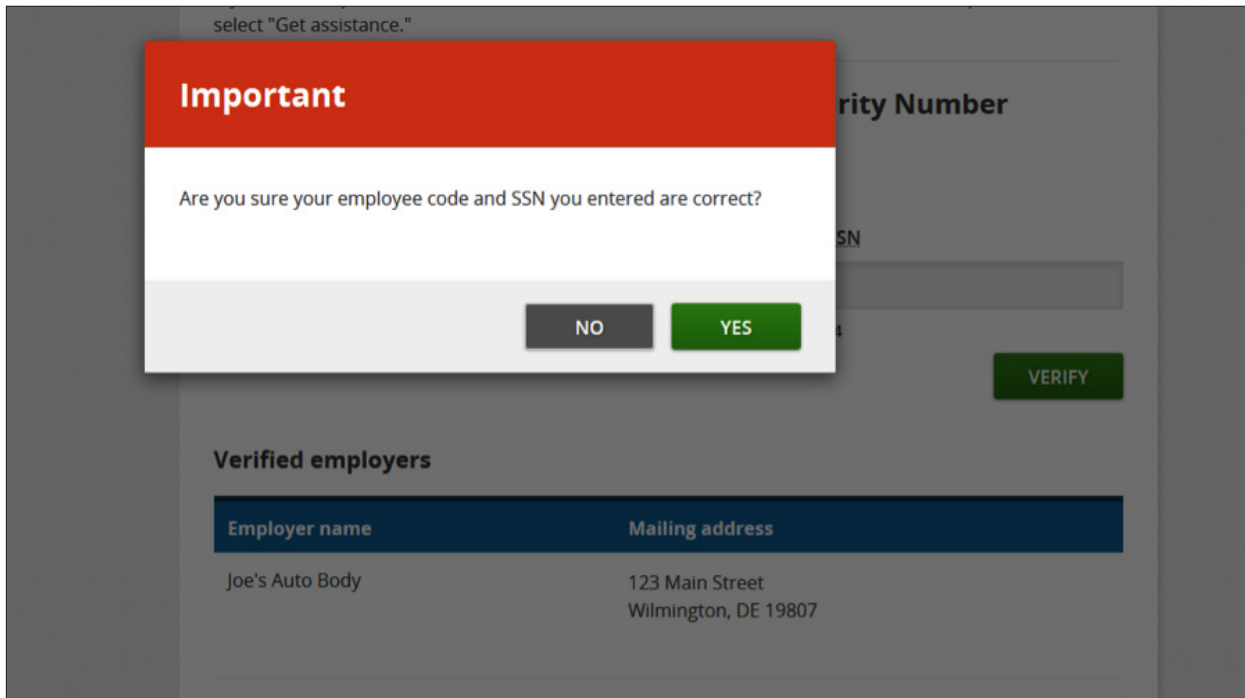 select "Get assistance."
Important
rity Number
Are you sure your employee code and SSN you entered are correct?
SN
NO
YES
4
VERIFY
Verified employers
Employer name
Mailing address
Joe's Auto Body
123 Main Street
Wilmington, DE 19807